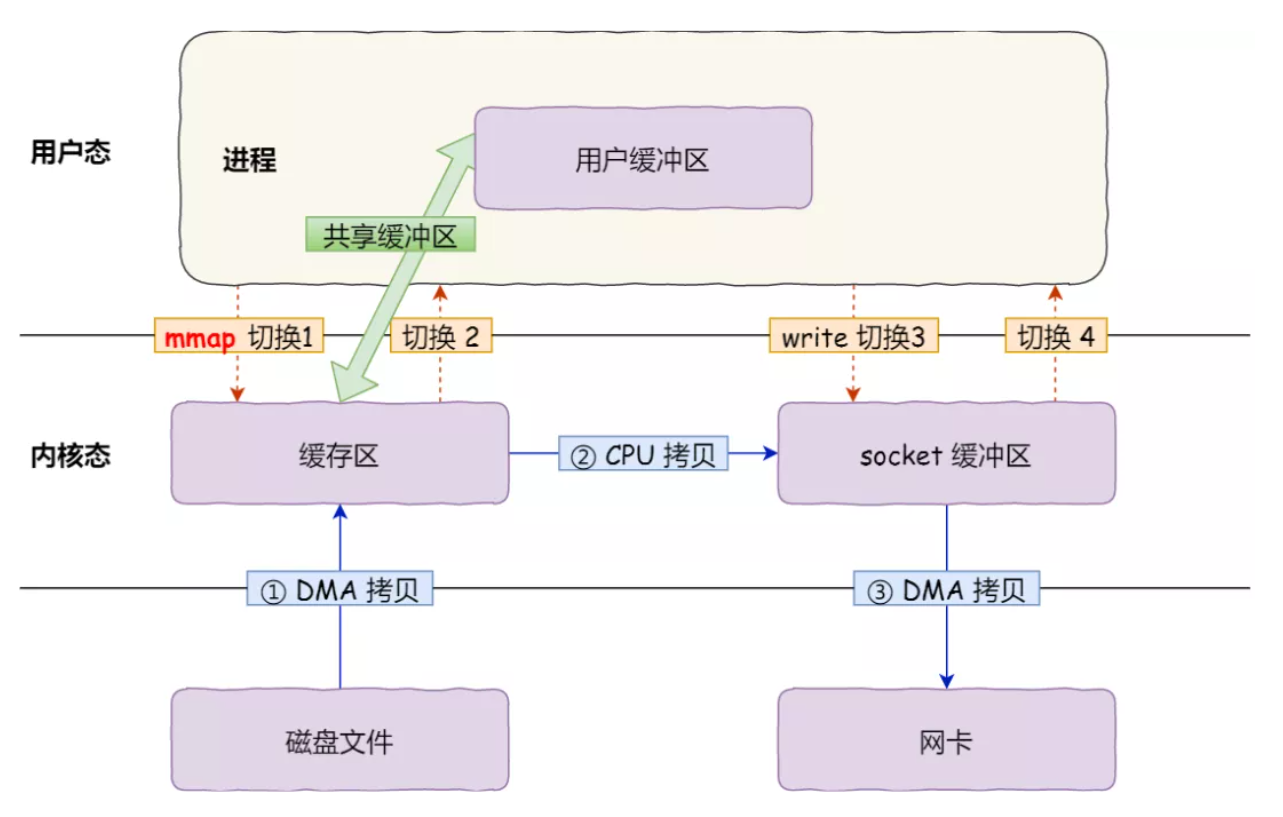 用户态
进程
用户缓冲区
共享缓冲区
mmap 切换1
切换 2
write 切换3
切换 4
内核态
缓存区
② CPU 拷贝
socket 缓冲区
① DMA 拷贝
③ DMA 拷贝
磁盘文件
网卡